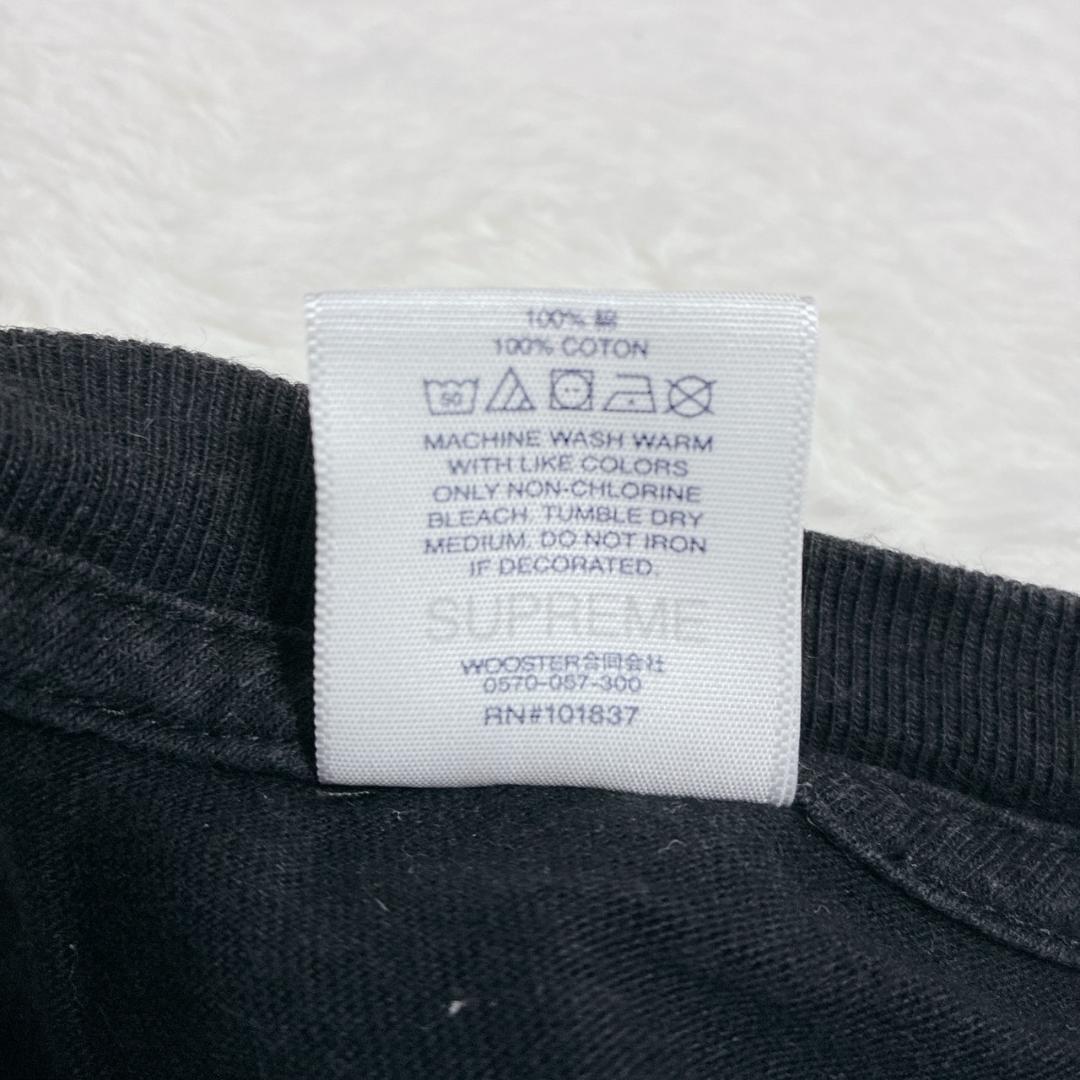 100% 綿
100% COTON
50
MACHINE WASH WARM
WITH LIKE COLORS
ONLY NON-CHLORINE
BLEACH. TUMBLE DRY
MEDIUM. DO NOT IRON
IF DECORATED.
SUPREME
WOOSTER合同会社
0570-057-300
RN#101837